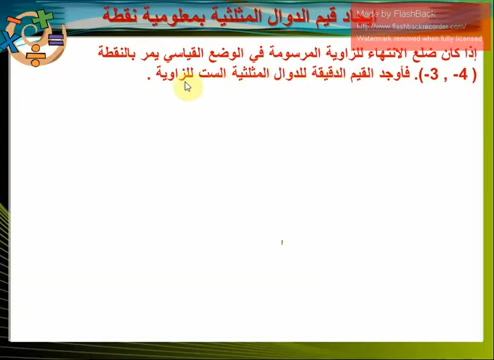 Made by FlashBack
http://www.flashbackrecorder.com/
Watermark removed when fully licensed
قيم الدوال المثلثية بمعلومية نقطة
إذا كان ضلع الانتهاء للزاوية المرسومة في الوضع القياسي يمر بالنقطة
( -3 , -4 ). فأوجد القيم الدقيقة للدوال المثلثية الست للزاوية .